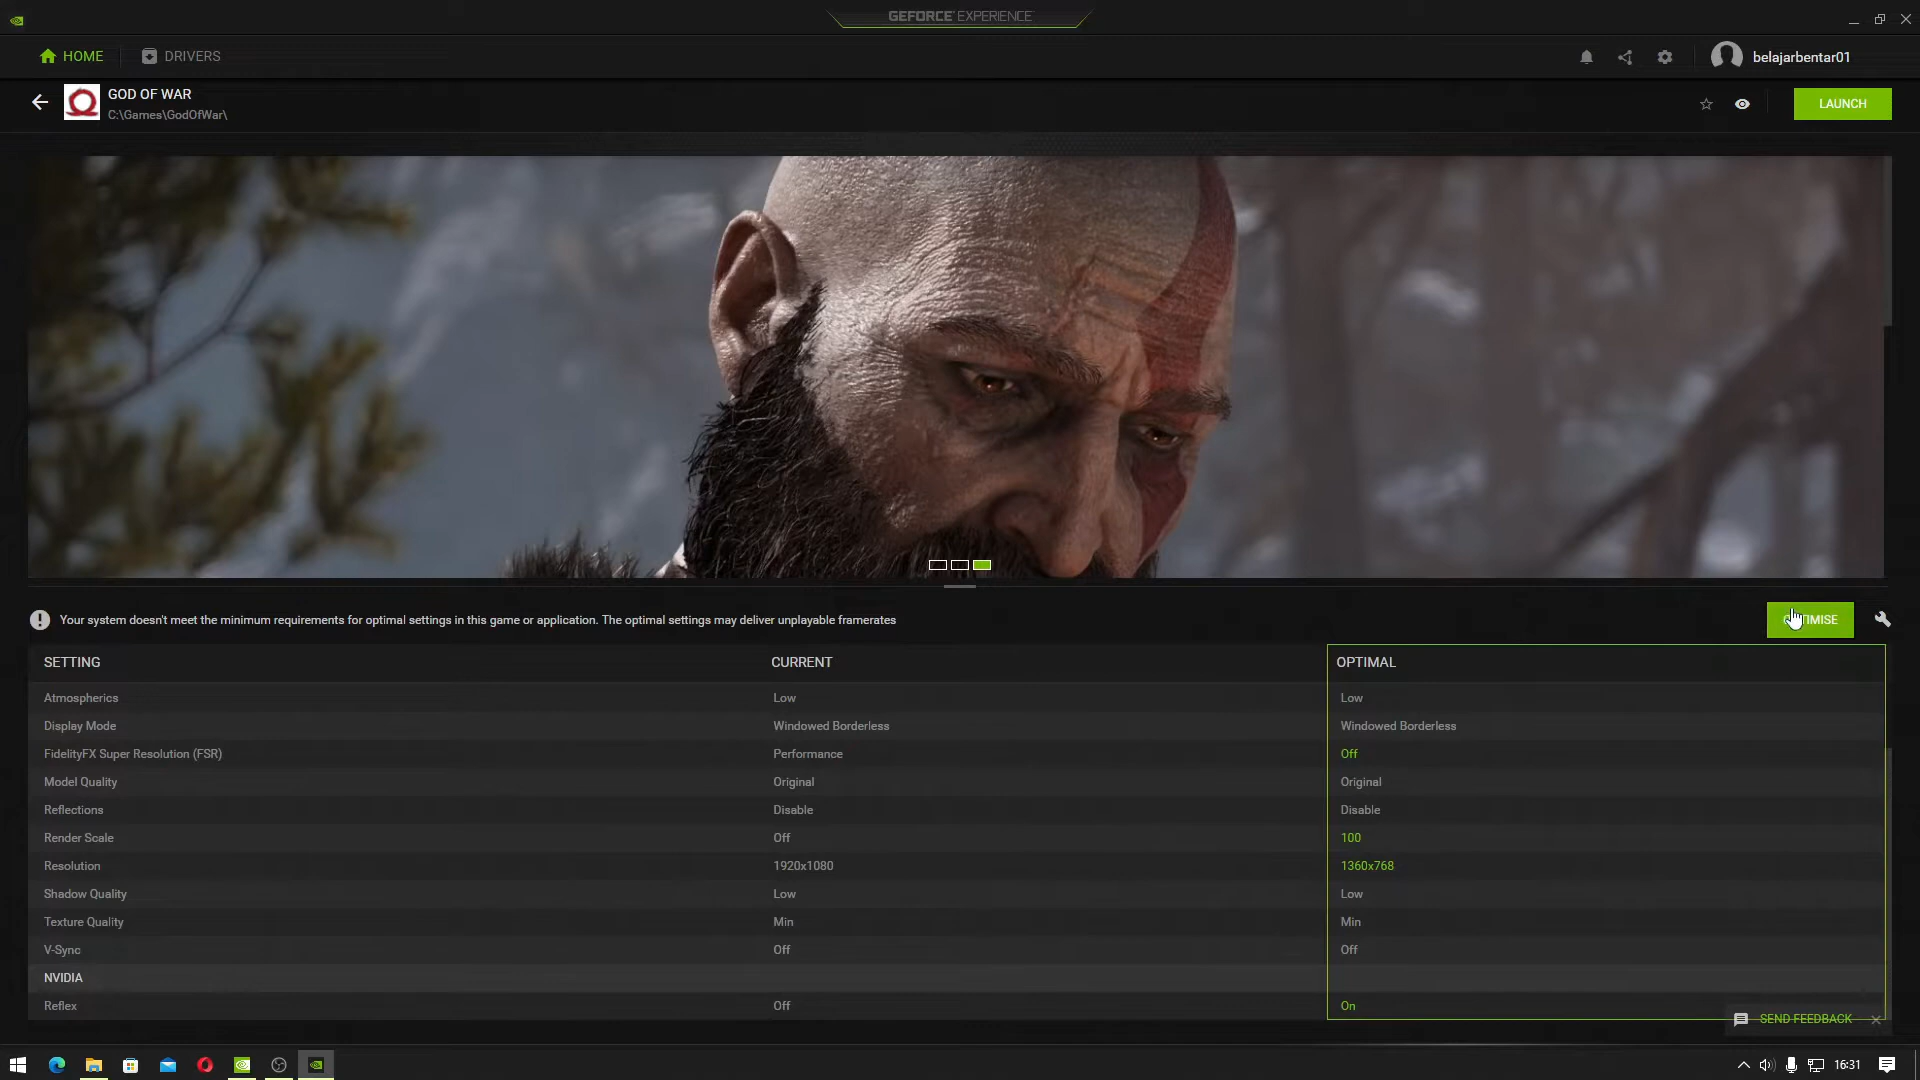 GEFORCE EXPERIENCE
HOME
DRIVERS
belajarbentar01
GOD OF WAR
C:\Games\GodOfWar\
LAUNCH
Your system doesn't meet the minimum requirements for optimal settings in this game or application. The optimal settings may deliver unplayable framerates
SETTING CURRENT OPTIMAL
Atmospherics Low Low
Display Mode Windowed Borderless Windowed Borderless
FidelityFX Super Resolution (FSR) Performance Off
Model Quality Original Original
Reflections Disable Disable
Render Scale Off 100
Resolution 1920x1080 1360x768
Shadow Quality Low Low
Texture Quality Min Min
V-Sync Off Off
NVIDIA
Reflex Off On
SEND FEEDBACK
16:31